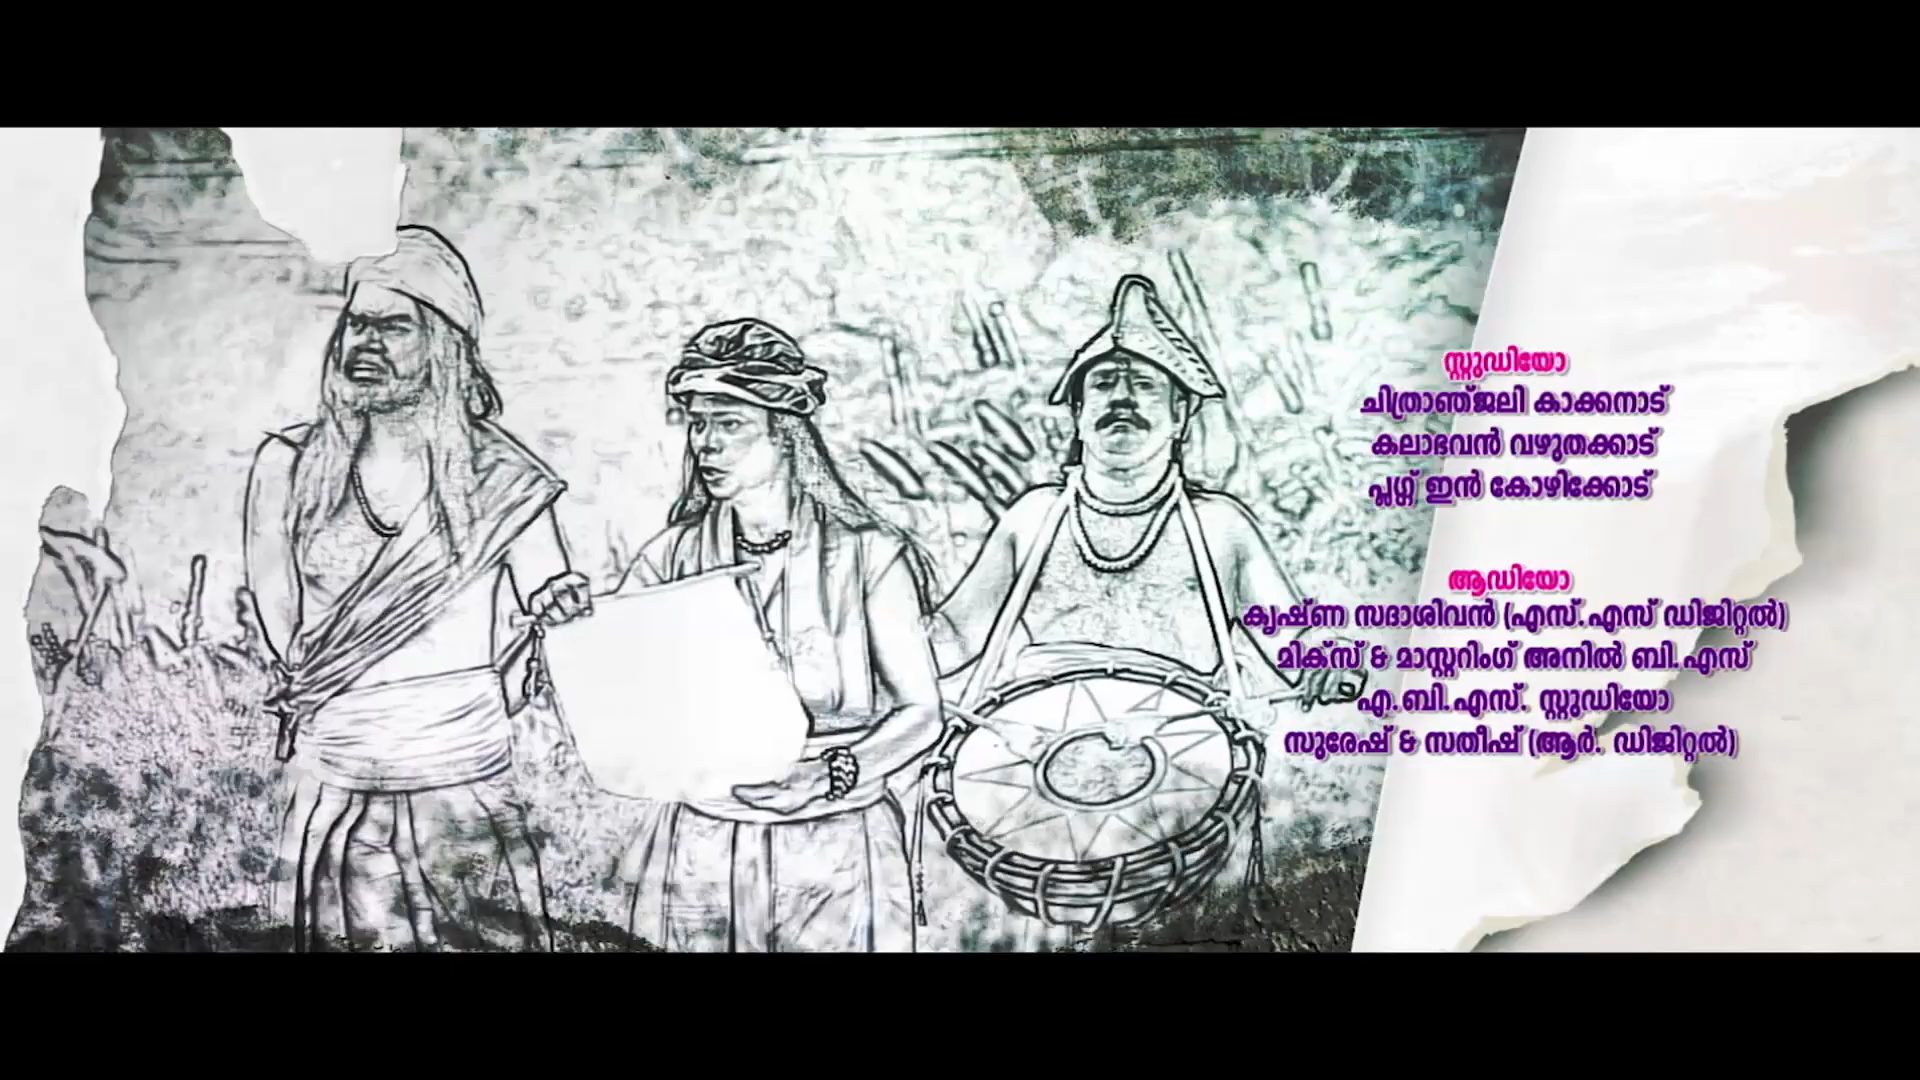 സ്റ്റുഡിയോ
ചിത്രാഞ്ജലി കാക്കനാട്
കലാഭവൻ വഴുതക്കാട്
പ്ലഗ്ഗ് ഇൻ കോഴിക്കോട്
ആഡിയോ
കൃഷ്ണ സദാശിവൻ (എസ്.എസ് ഡിജിറ്റൽ)
മിക്സ് & മാസ്റ്ററിംഗ് അനിൽ ബി.എസ്
എ.ബി.എസ്. സ്റ്റുഡിയോ
സുരേഷ് & സതീഷ് (ആർ. ഡിജിറ്റൽ)